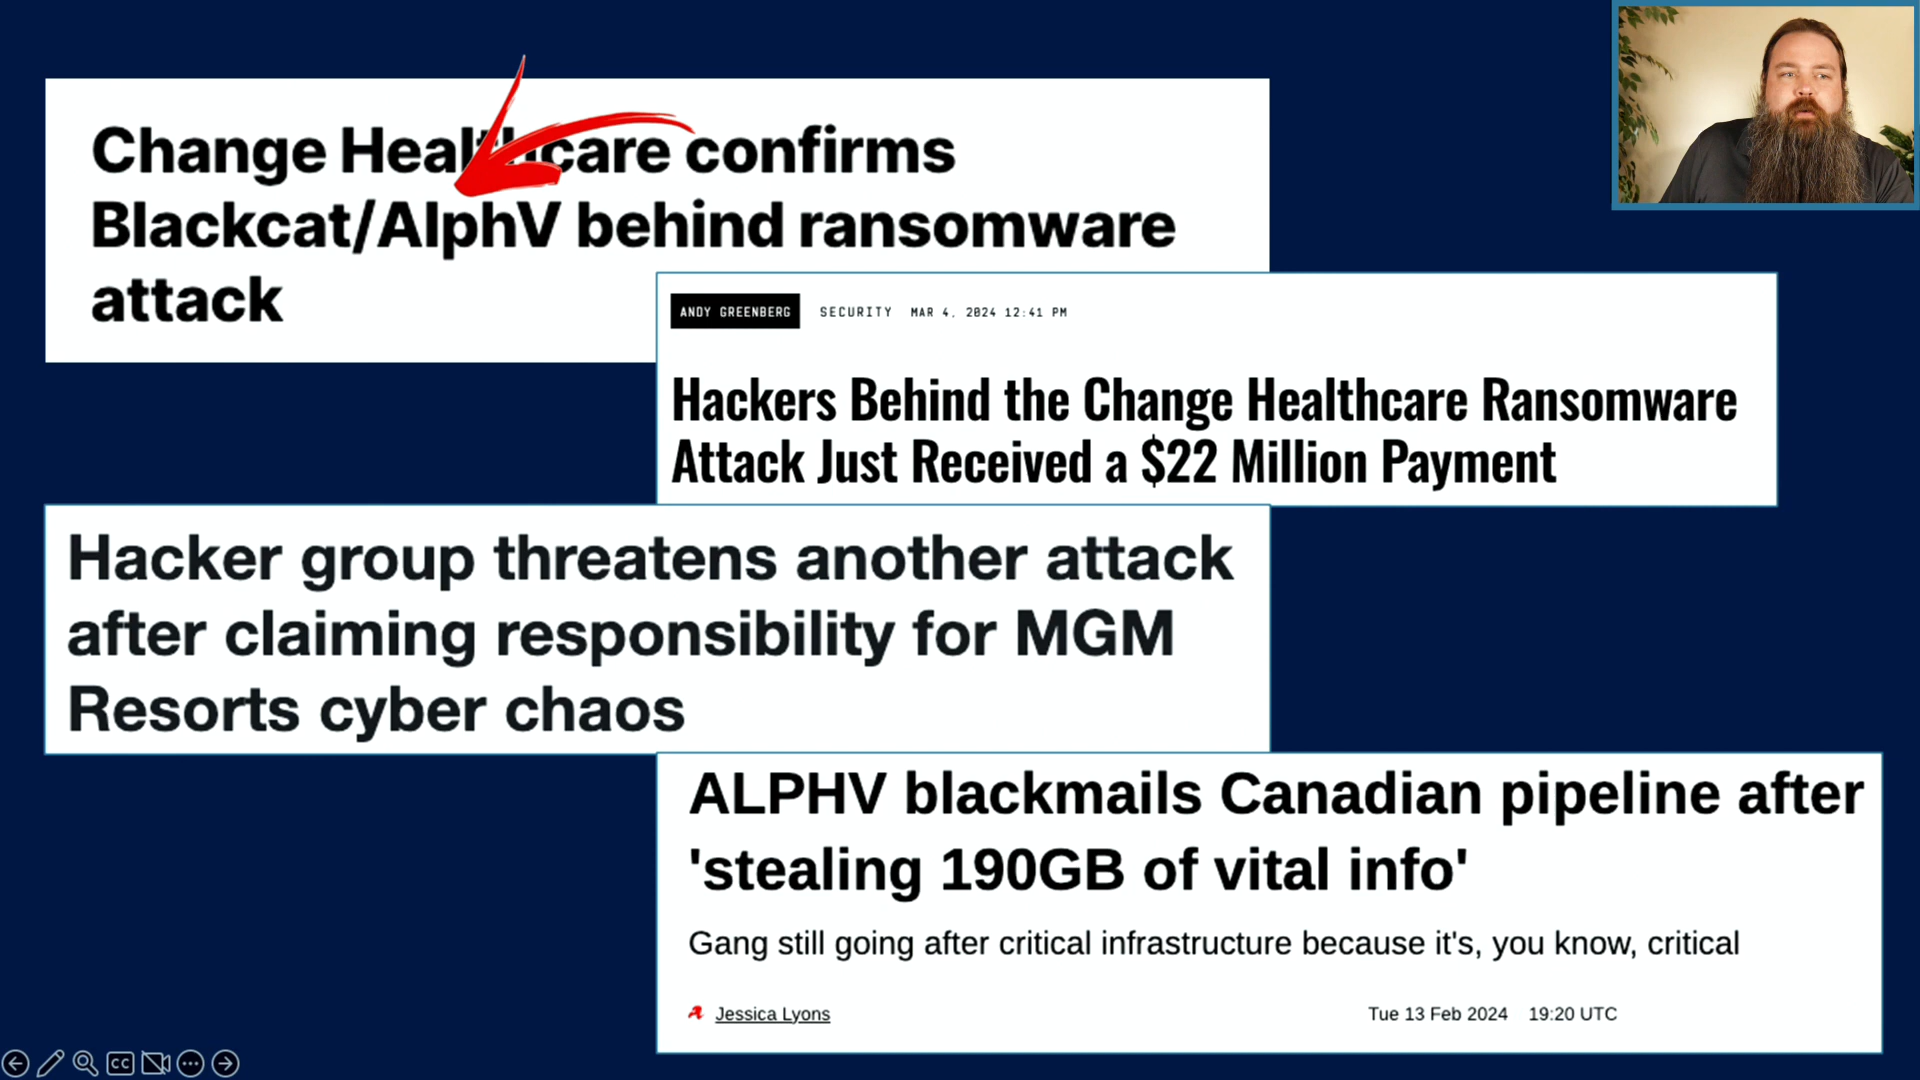 Change Healthcare confirms
Blackcat/AlphV behind ransomware
attack
ANDY GREENBERG SECURITY MAR 4, 2024 12:41 PM
Hackers Behind the Change Healthcare Ransomware
Attack Just Received a $22 Million Payment
Hacker group threatens another attack
after claiming responsibility for MGM
Resorts cyber chaos
ALPHV blackmails Canadian pipeline after
'stealing 190GB of vital info'
Gang still going after critical infrastructure because it's, you know, critical
Jessica Lyons Tue 13 Feb 2024 19:20 UTC
CC